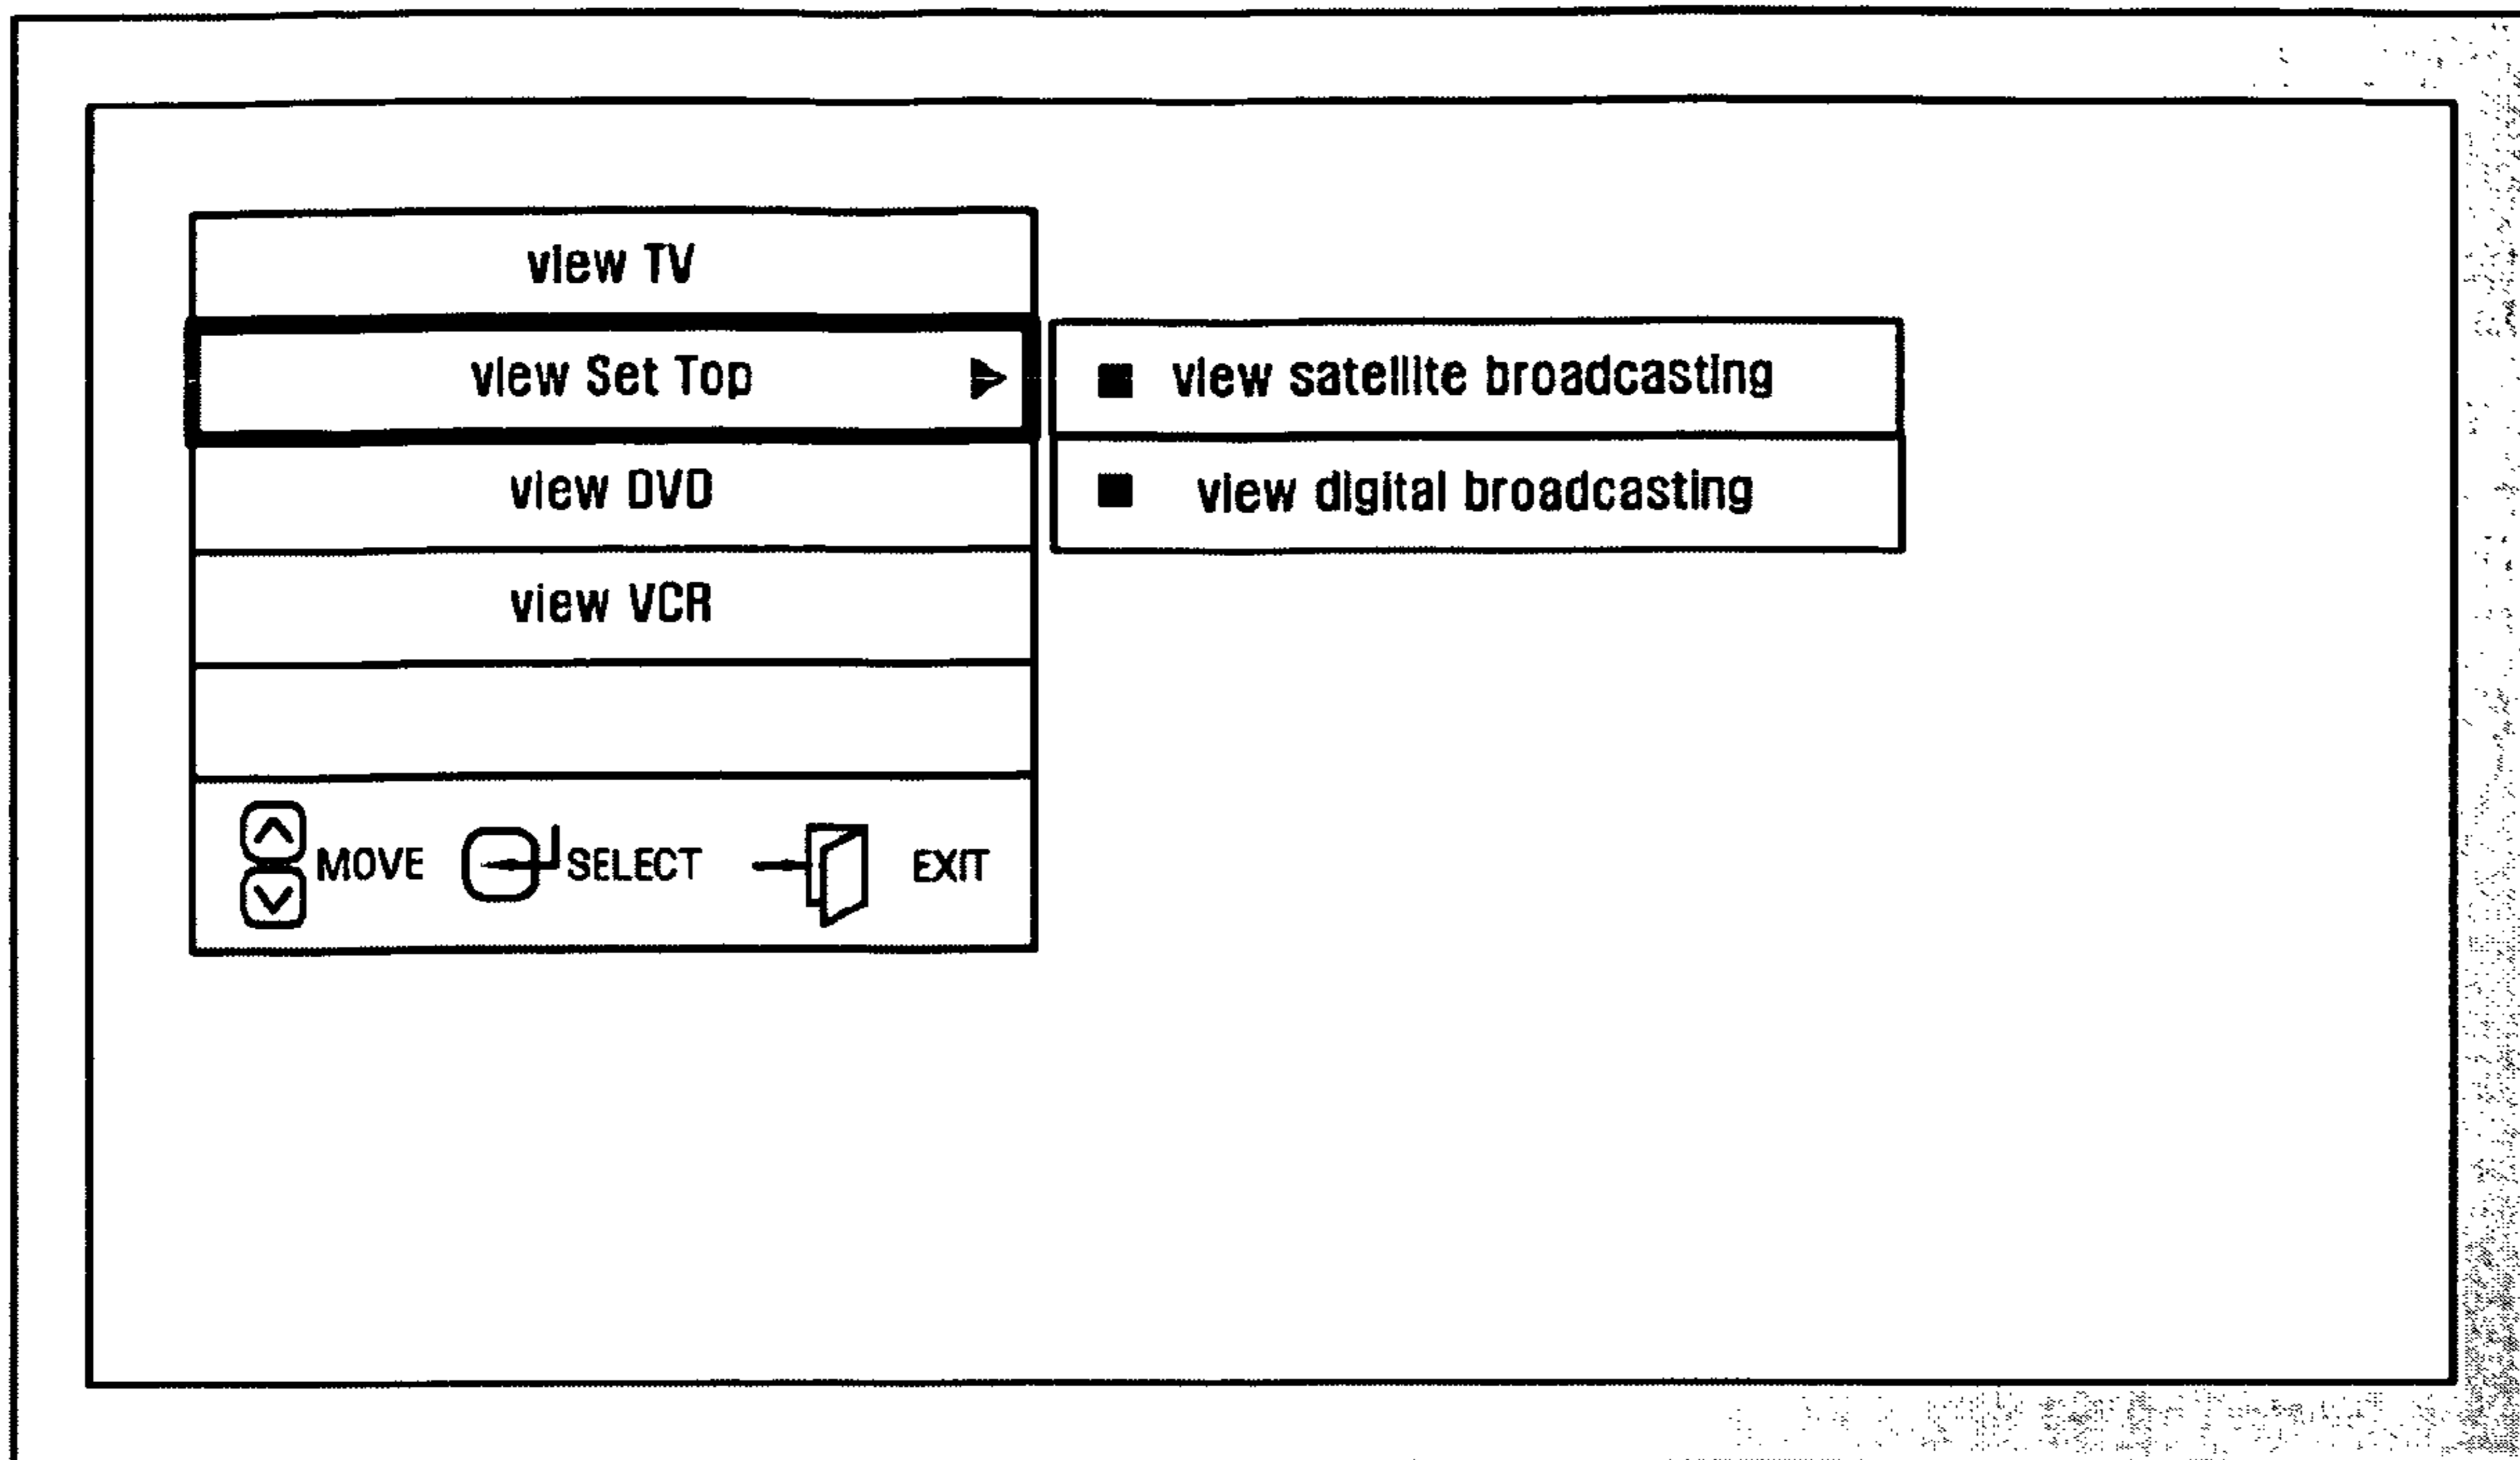 view TV
view Set Top
view satellite broadcasting
view DVD
view digital broadcasting
view VCR
MOVE SELECT EXIT